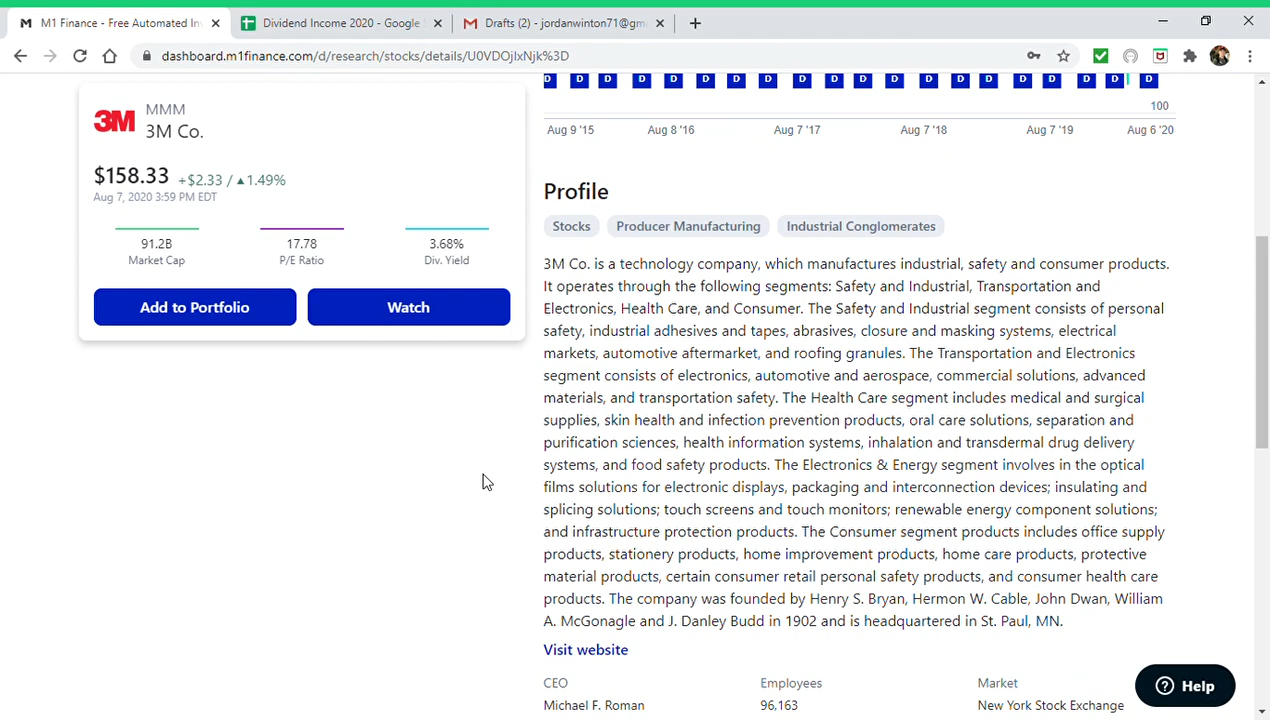 M1 Finance - Free Automated In
Dividend Income 2020 - Google
Drafts (2) - jordanwinton71@gm
dashboard.m1finance.com/d/research/stocks/details/U0VDOjIxNjk%3D
D D D D D D D D D D D D D D D D D D D D
100
Aug 9 '15 Aug 8 '16 Aug 7 '17 Aug 7 '18 Aug 7 '19 Aug 6 '20
3M
MMM
3M Co.
$158.33 +$2.33 / ▲1.49%
Aug 7, 2020 3:59 PM EDT
91.2B 17.78 3.68%
Market Cap P/E Ratio Div. Yield
Add to Portfolio Watch
Profile
Stocks Producer Manufacturing Industrial Conglomerates
3M Co. is a technology company, which manufactures industrial, safety and consumer products.
It operates through the following segments: Safety and Industrial, Transportation and
Electronics, Health Care, and Consumer. The Safety and Industrial segment consists of personal
safety, industrial adhesives and tapes, abrasives, closure and masking systems, electrical
markets, automotive aftermarket, and roofing granules. The Transportation and Electronics
segment consists of electronics, automotive and aerospace, commercial solutions, advanced
materials, and transportation safety. The Health Care segment includes medical and surgical
supplies, skin health and infection prevention products, oral care solutions, separation and
purification sciences, health information systems, inhalation and transdermal drug delivery
systems, and food safety products. The Electronics & Energy segment involves in the optical
films solutions for electronic displays, packaging and interconnection devices; insulating and
splicing solutions; touch screens and touch monitors; renewable energy component solutions;
and infrastructure protection products. The Consumer segment products includes office supply
products, stationery products, home improvement products, home care products, protective
material products, certain consumer retail personal safety products, and consumer health care
products. The company was founded by Henry S. Bryan, Hermon W. Cable, John Dwan, William
A. McGonagle and J. Danley Budd in 1902 and is headquartered in St. Paul, MN.
Visit website
CEO Employees Market
Michael F. Roman 96,163 New York Stock Exchange
Help